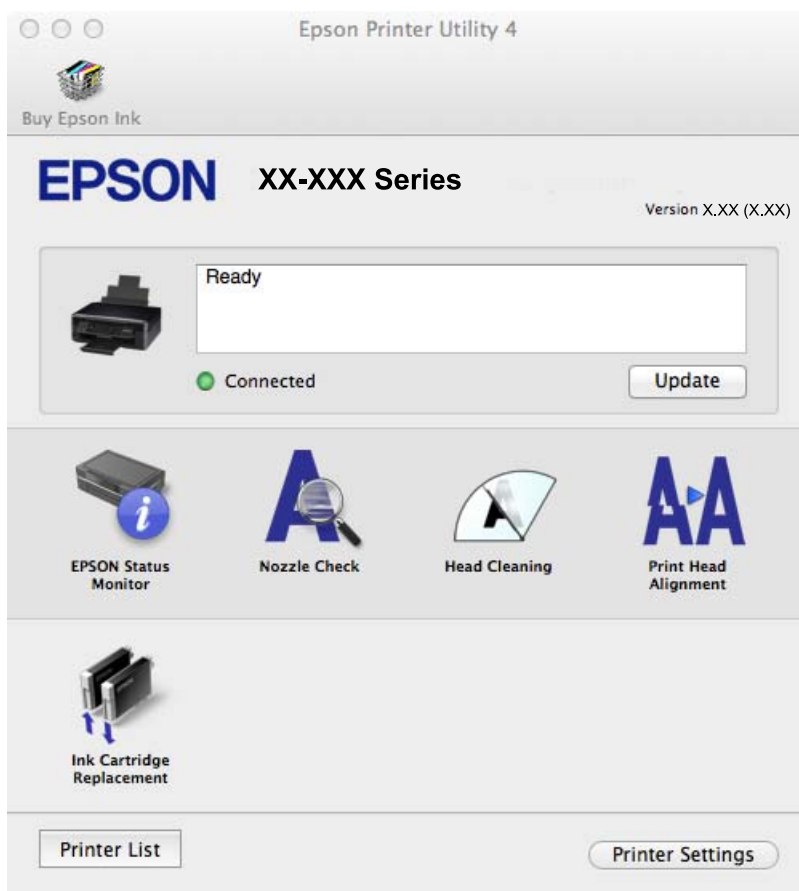 Epson Printer Utility 4
Buy Epson Ink
EPSON XX-XXX Series
Version X.XX (X.XX)
Ready
Connected
Update
EPSON Status
Monitor
Nozzle Check
Head Cleaning
Print Head
Alignment
Ink Cartridge
Replacement
Printer List
Printer Settings